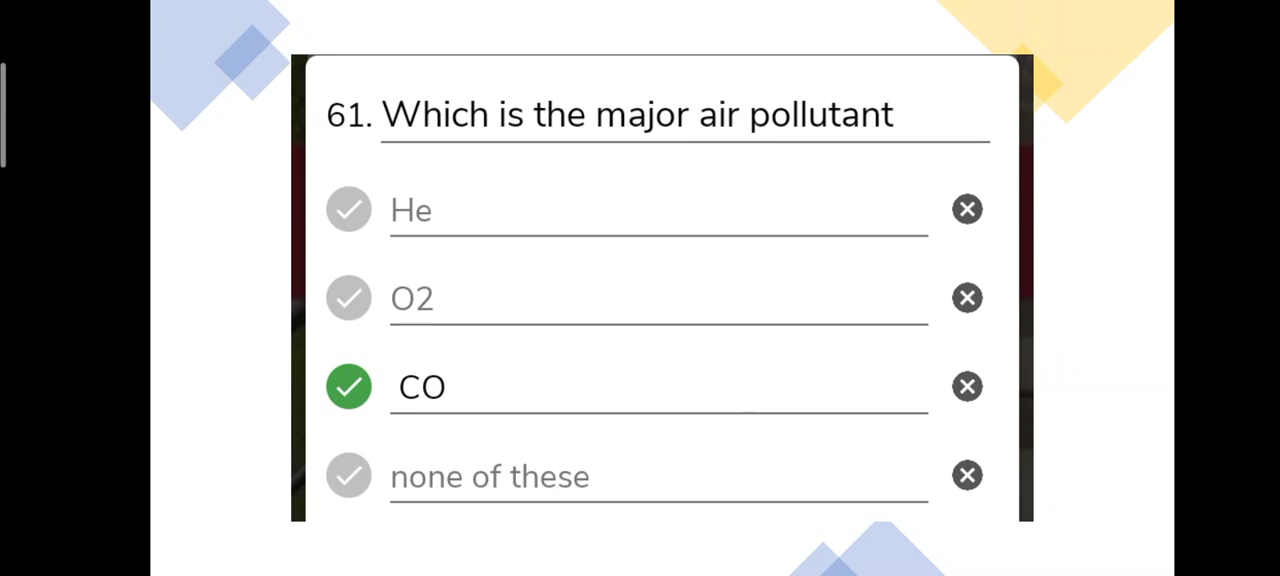 61. Which is the major air pollutant
He
O2
CO
none of these